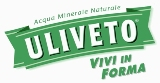 Acqua Minerale Naturale
ULIVETO
VIVI IN
FORMA